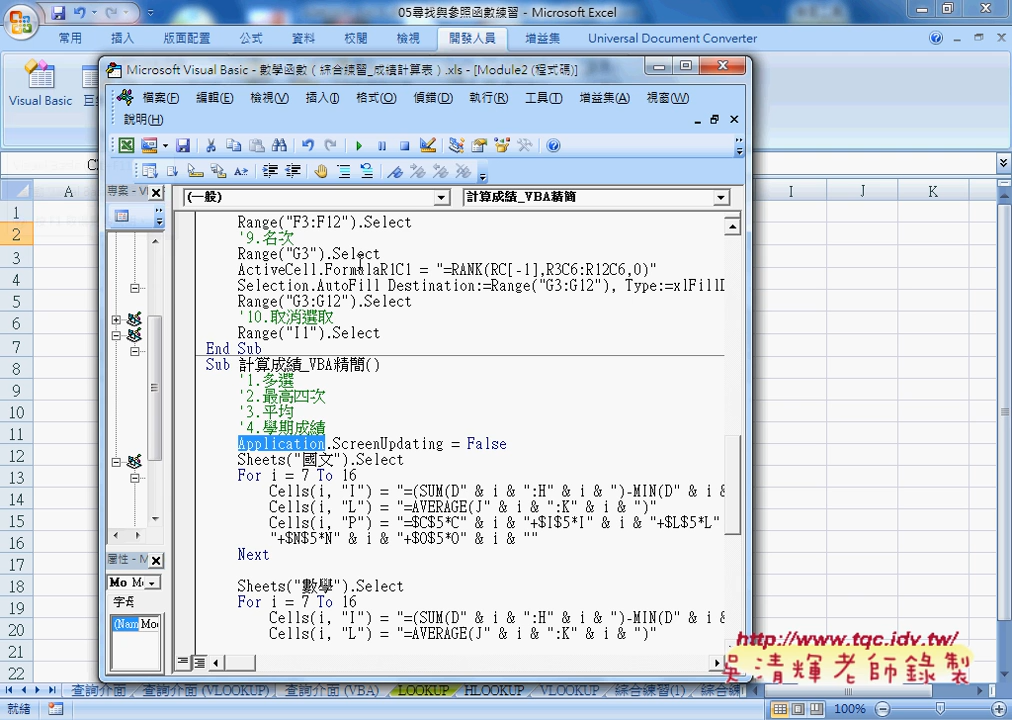 05尋找與參照函數練習 - Microsoft Excel
常用 插入 版面配置 公式 資料 校閱 檢視 開發人員 增益集 Universal Document Converter
Visual Basic
Microsoft Visual Basic - 數學函數（綜合練習_成績計算表）.xls - [Module2 (程式碼)]
檔案(F) 編輯(E) 檢視(V) 插入(I) 格式(O) 偵錯(D) 執行(R) 工具(T) 增益集(A) 視窗(W)
說明(H)
專案 - V
(一般) 計算成績_VBA精簡
A I J K
1
2
3
4
5
6
7
8
9
10
11
12
13
14
15
16
17
18
19
20
21
22
Range("F3:F12").Select
'9.名次
Range("G3").Select
ActiveCell.FormulaR1C1 = "=RANK(RC[-1],R3C6:R12C6,0)"
Selection.AutoFill Destination:=Range("G3:G12"), Type:=xlFillD
Range("G3:G12").Select
'10.取消選取
Range("I1").Select
End Sub
Sub 計算成績_VBA精簡()
'1.多選
'2.最高四次
'3.平均
'4.學期成績
Application.ScreenUpdating = False
Sheets("國文").Select
For i = 7 To 16
Cells(i, "I") = "=(SUM(D" & i & ":H" & i & ")-MIN(D" & i &
Cells(i, "L") = "=AVERAGE(J" & i & ":K" & i & ")"
Cells(i, "P") = "=$C$5*C" & i & "+$I$5*I" & i & "+$L$5*L"
"+$N$5*N" & i & "+$O$5*O" & i & ""
Next
Sheets("數學").Select
For i = 7 To 16
Cells(i, "I") = "=(SUM(D" & i & ":H" & i & ")-MIN(D" & i &
Cells(i, "L") = "=AVERAGE(J" & i & ":K" & i & ")"
屬性 - M
Mo Mo
(Nam Mo
http://www.tqc.idv.tw/
吳清輝老師錄製
查詢介面 查詢介面 (VLOOKUP) 查詢介面 (VBA) LOOKUP HLOOKUP VLOOKUP 綜合練習(1) 綜合練
就緒 100%